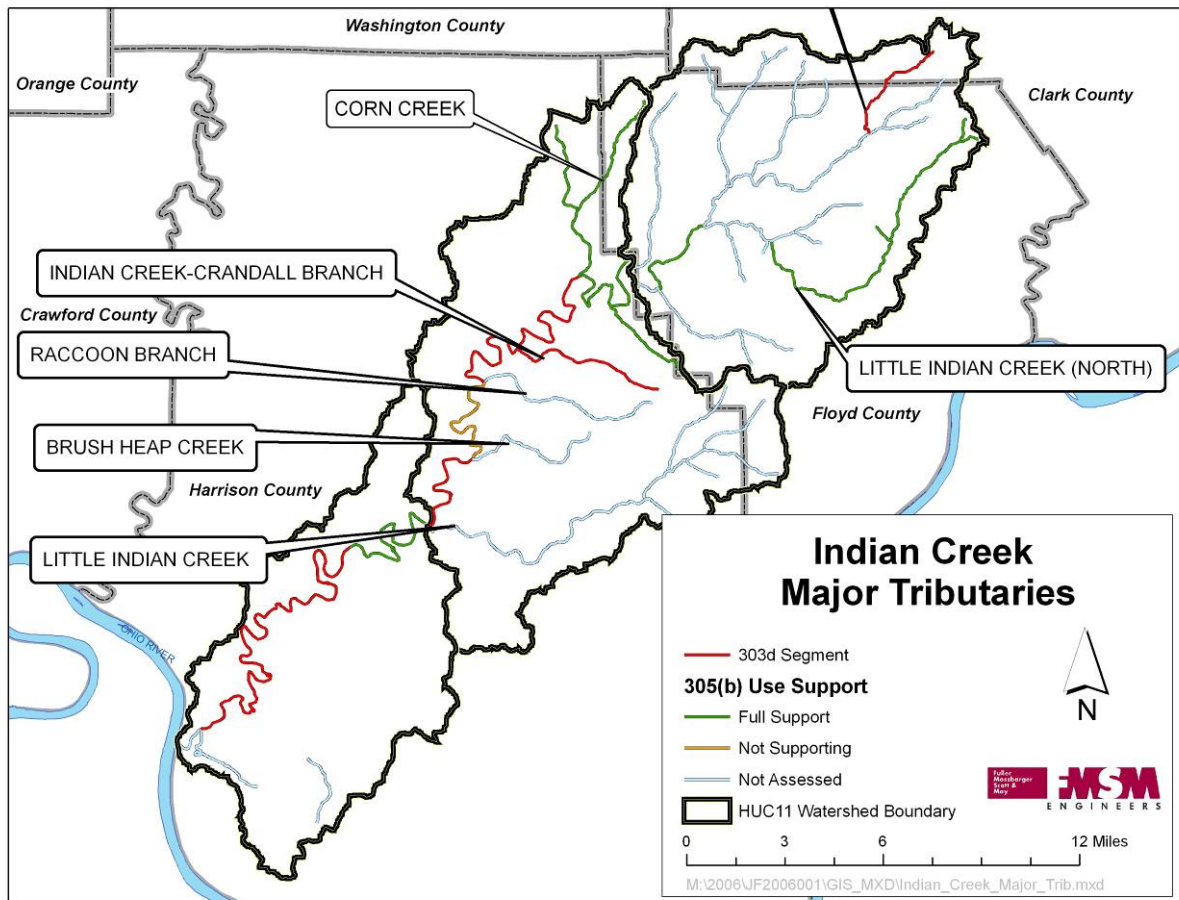 Washington County
Orange County
Clark County
CORN CREEK
INDIAN CREEK-CRANDALL BRANCH
Crawford County
RACCOON BRANCH
LITTLE INDIAN CREEK (NORTH)
Floyd County
BRUSH HEAP CREEK
Harrison County
LITTLE INDIAN CREEK
OHIO RIVER
Indian Creek
Major Tributaries
303d Segment
305(b) Use Support
Full Support
Not Supporting
Not Assessed
HUC11 Watershed Boundary
N
Fuller
Mossbarger
Scott &
May
FMSM
ENGINEERS
0 3 6 12 Miles
M:\2006\JF2006001\GIS_MXD\Indian_Creek_Major_Trib.mxd